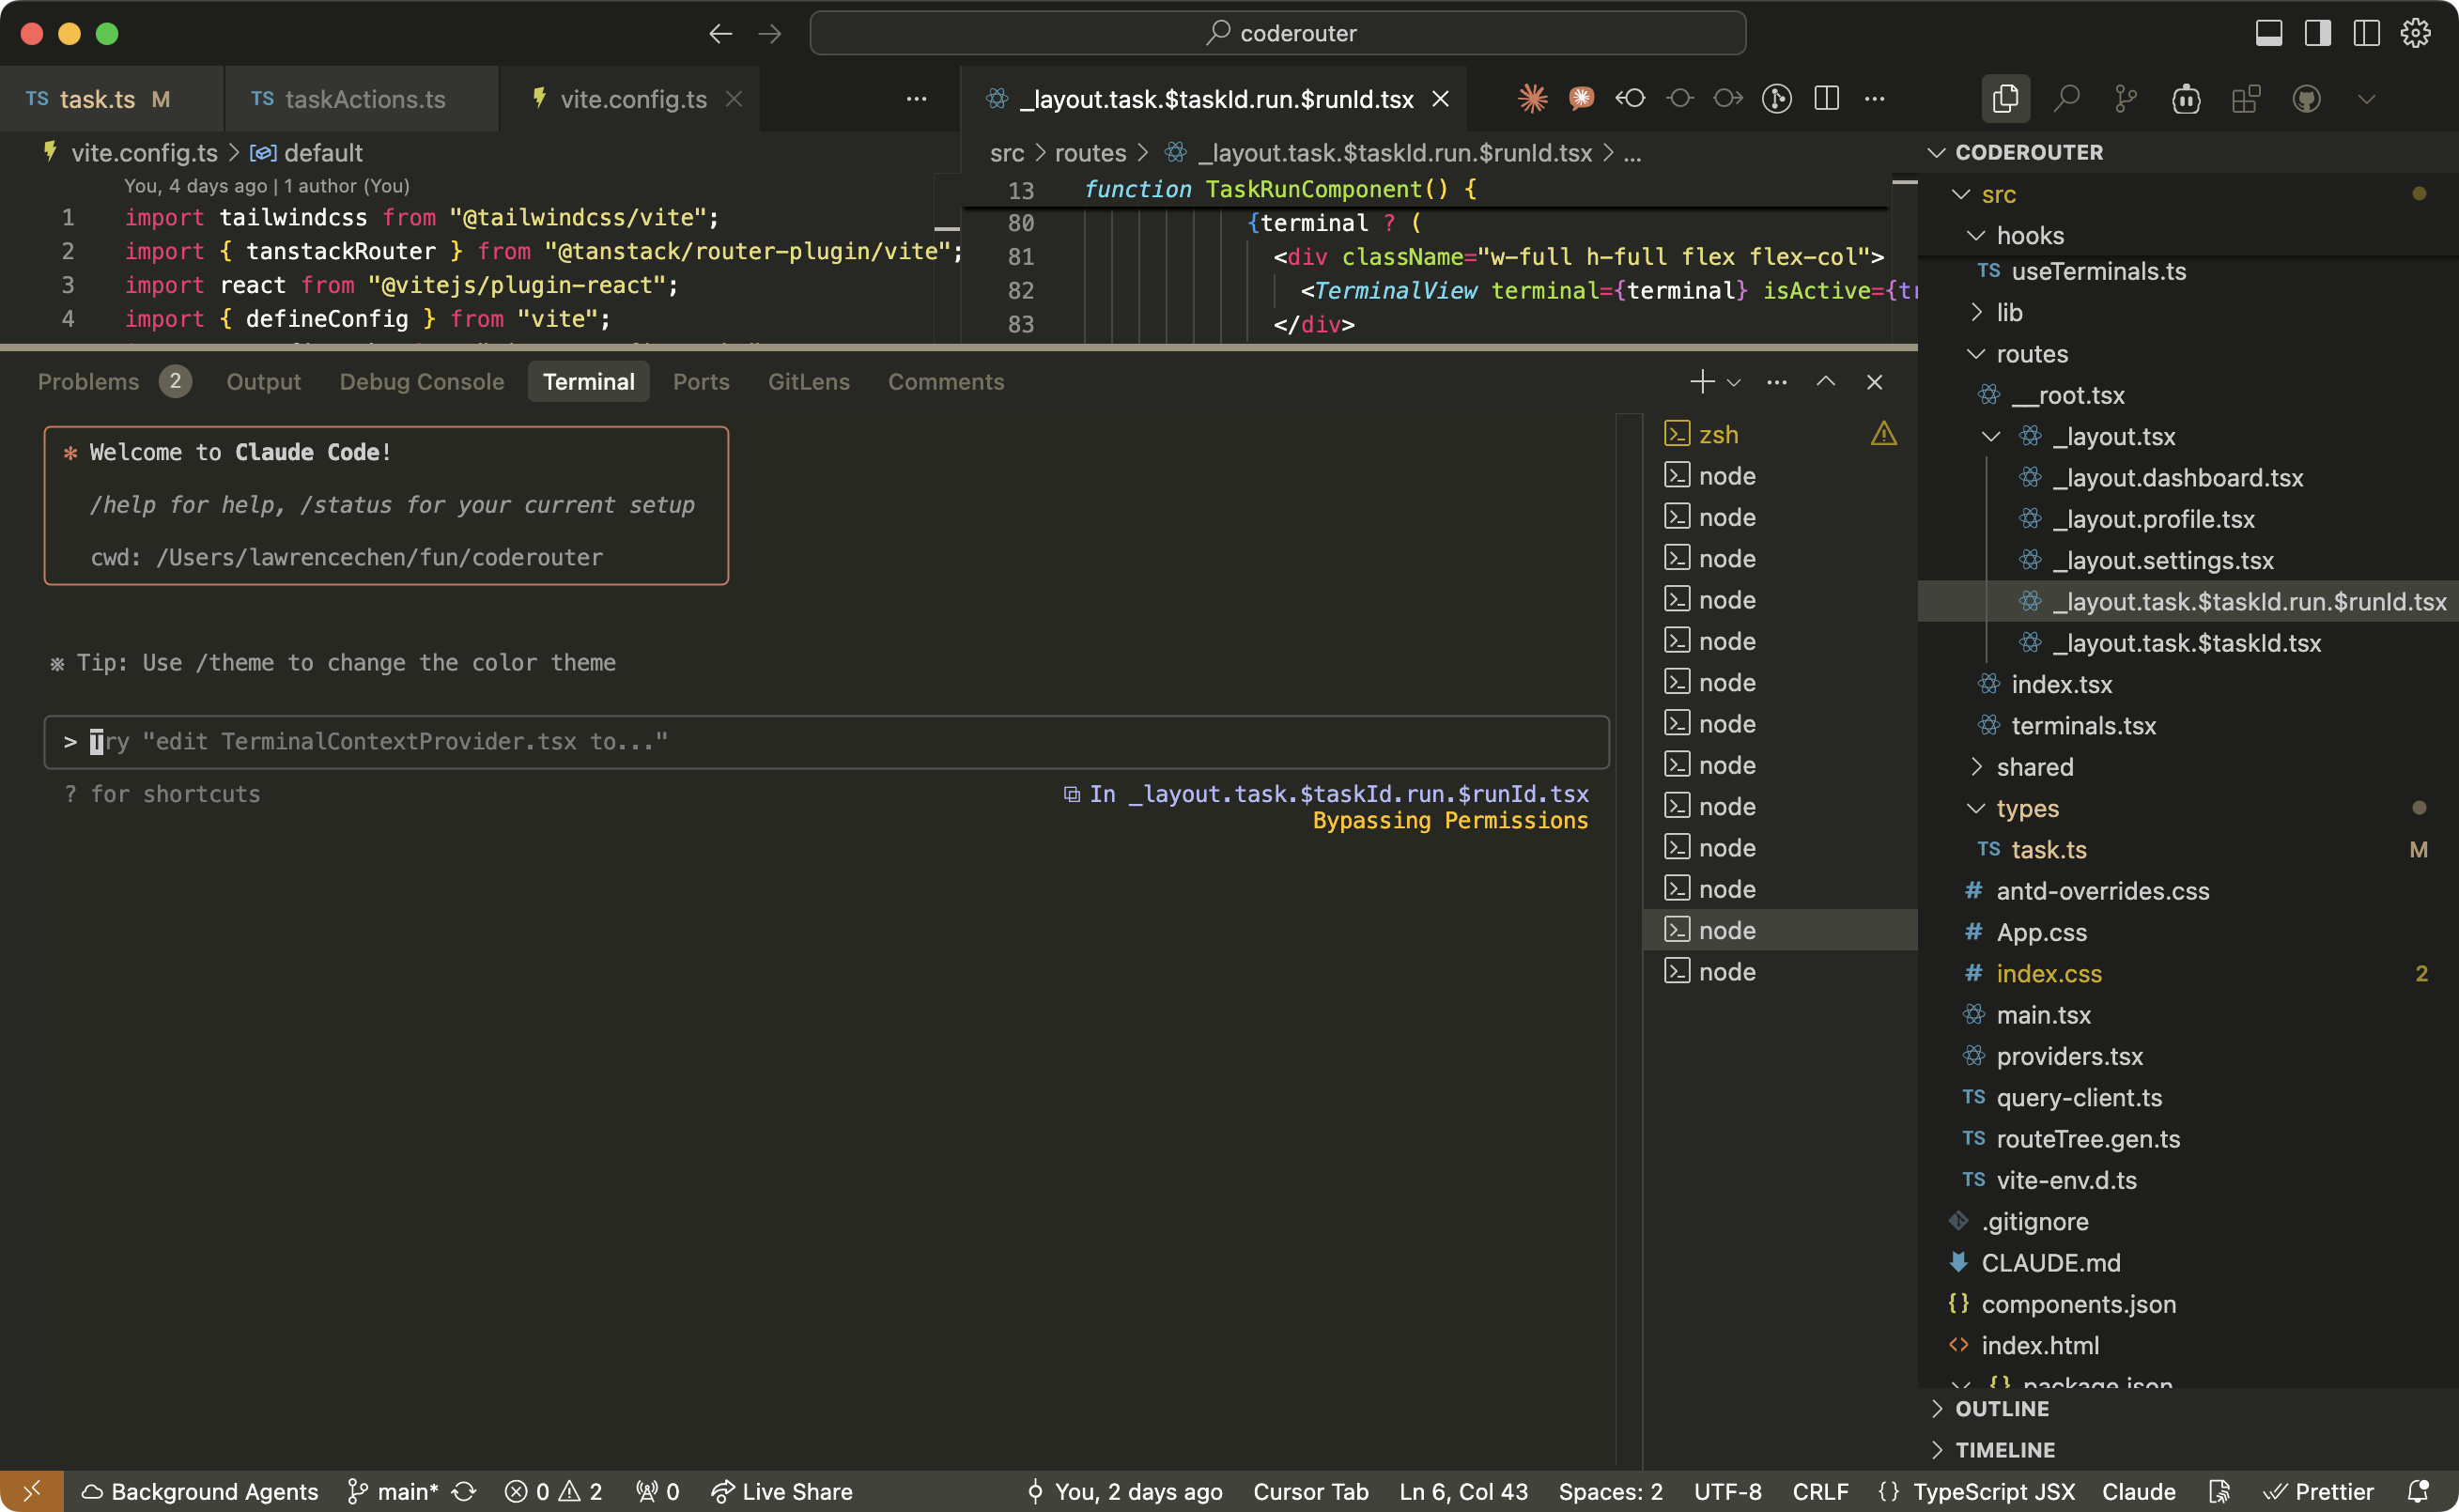 coderouter
TS task.ts M
TS taskActions.ts
vite.config.ts
_layout.task.$taskId.run.$runId.tsx
vite.config.ts > default
You, 4 days ago | 1 author (You)
1 import tailwindcss from "@tailwindcss/vite";
2 import { tanstackRouter } from "@tanstack/router-plugin/vite";
3 import react from "@vitejs/plugin-react";
4 import { defineConfig } from "vite";
src > routes > _layout.task.$taskId.run.$runId.tsx > ...
13 function TaskRunComponent() {
80 {terminal ? (
81 <div className="w-full h-full flex flex-col">
82 <TerminalView terminal={terminal} isActive={tr
83 </div>
Problems 2 Output Debug Console Terminal Ports GitLens Comments
* Welcome to Claude Code!
/help for help, /status for your current setup
cwd: /Users/lawrencechen/fun/coderouter
※ Tip: Use /theme to change the color theme
> Try "edit TerminalContextProvider.tsx to..."
? for shortcuts
In _layout.task.$taskId.run.$runId.tsx
Bypassing Permissions
zsh
node
node
node
node
node
node
node
node
node
node
node
node
node
CODEROUTER
src
hooks
TS useTerminals.ts
lib
routes
__root.tsx
_layout.tsx
_layout.dashboard.tsx
_layout.profile.tsx
_layout.settings.tsx
_layout.task.$taskId.run.$runId.tsx
_layout.task.$taskId.tsx
index.tsx
terminals.tsx
shared
types
TS task.ts M
# antd-overrides.css
# App.css
# index.css 2
main.tsx
providers.tsx
TS query-client.ts
TS routeTree.gen.ts
TS vite-env.d.ts
.gitignore
CLAUDE.md
{} components.json
<> index.html
{} package.json
OUTLINE
TIMELINE
Background Agents main* 0 2 0 Live Share You, 2 days ago Cursor Tab Ln 6, Col 43 Spaces: 2 UTF-8 CRLF {} TypeScript JSX Claude Prettier